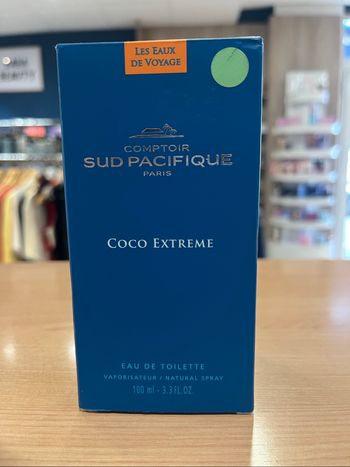 LES EAUX
DE VOYAGE
COMPTOIR
SUD PACIFIQUE
PARIS
COCO EXTREME
EAU DE TOILETTE
VAPORISATEUR / NATURAL SPRAY
100 ml - 3.3 FL.OZ.